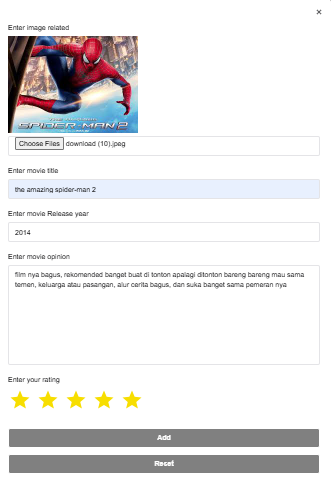 ×
Enter image related
SPIDER-MAN 2
Choose Files download (10).jpeg
Enter movie title
the amazing spider-man 2
Enter movie Release year
2014
Enter movie opinion
film nya bagus, rekomended banget buat di tonton apalagi ditonton bareng bareng mau sama
temen, keluarga atau pasangan, alur cerita bagus, dan suka banget sama pemeran nya
Enter your rating
Add
Reset